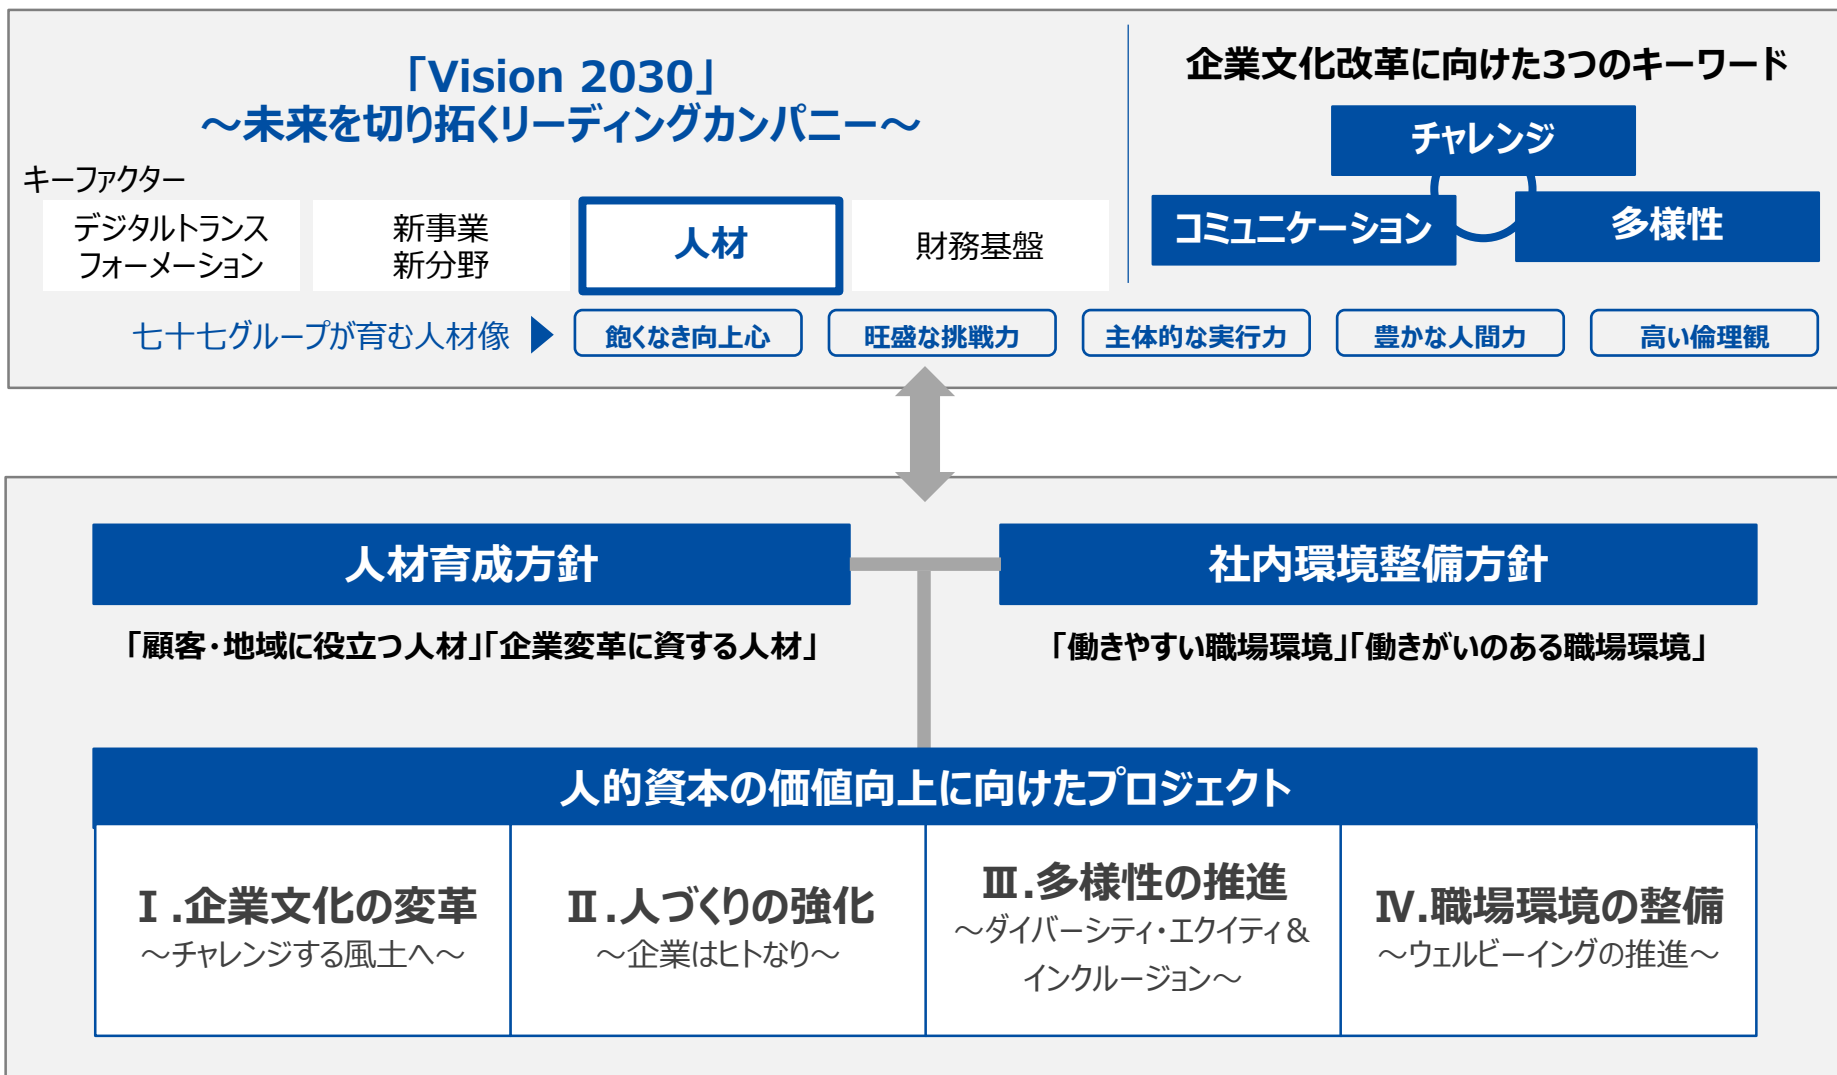 「Vision 2030」
～未来を切り拓くリーディングカンパニー～
キーファクター
デジタルトランス
フォーメーション
新事業
新分野
人材
財務基盤
企業文化改革に向けた3つのキーワード
チャレンジ
コミュニケーション
多様性
七十七グループが育む人材像
飽くなき向上心
旺盛な挑戦力
主体的な実行力
豊かな人間力
高い倫理観
人材育成方針
「顧客・地域に役立つ人材」「企業変革に資する人材」
社内環境整備方針
「働きやすい職場環境」「働きがいのある職場環境」
人的資本の価値向上に向けたプロジェクト
Ⅰ.企業文化の変革
～チャレンジする風土へ～
Ⅱ.人づくりの強化
～企業はヒトなり～
Ⅲ.多様性の推進
～ダイバーシティ・エクイティ＆
インクルージョン～
Ⅳ.職場環境の整備
～ウェルビーイングの推進～